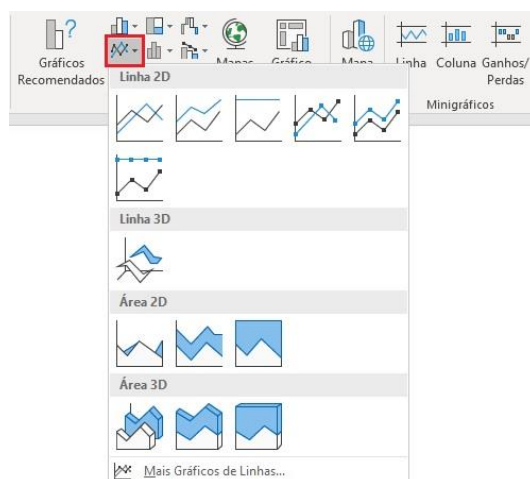 Gráficos
Recomendados
Mapas
Gráfico
Mapa
Linha
Coluna
Ganhos/
Perdas
Minigráficos
Linha 2D
Linha 3D
Área 2D
Área 3D
Mais Gráficos de Linhas...